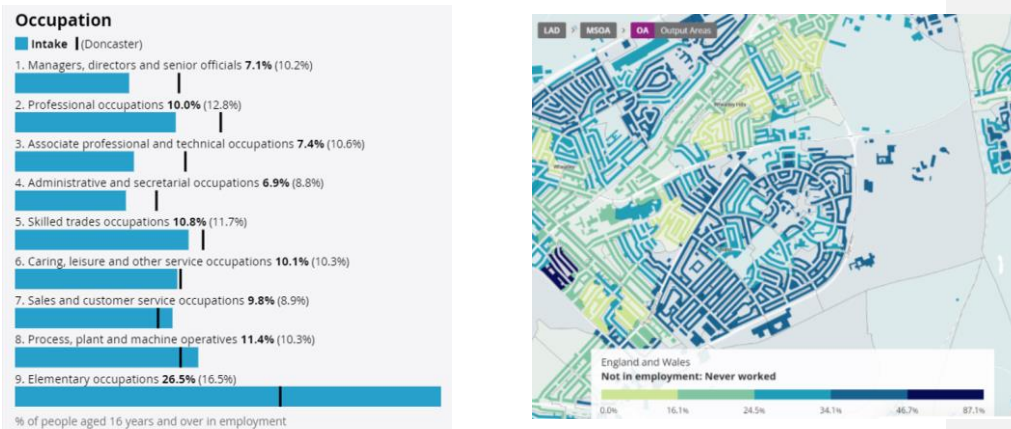 Occupation
Intake (Doncaster)
1. Managers, directors and senior officials 7.1% (10.2%)
2. Professional occupations 10.0% (12.8%)
3. Associate professional and technical occupations 7.4% (10.6%)
4. Administrative and secretarial occupations 6.9% (8.8%)
5. Skilled trades occupations 10.8% (11.7%)
6. Caring, leisure and other service occupations 10.1% (10.3%)
7. Sales and customer service occupations 9.8% (8.9%)
8. Process, plant and machine operatives 11.4% (10.3%)
9. Elementary occupations 26.5% (16.5%)
% of people aged 16 years and over in employment
LAD MSOA OA Output Areas
Wheatley Hills
England and Wales
Not in employment: Never worked
0.0% 16.1% 24.5% 34.1% 46.7% 87.1%